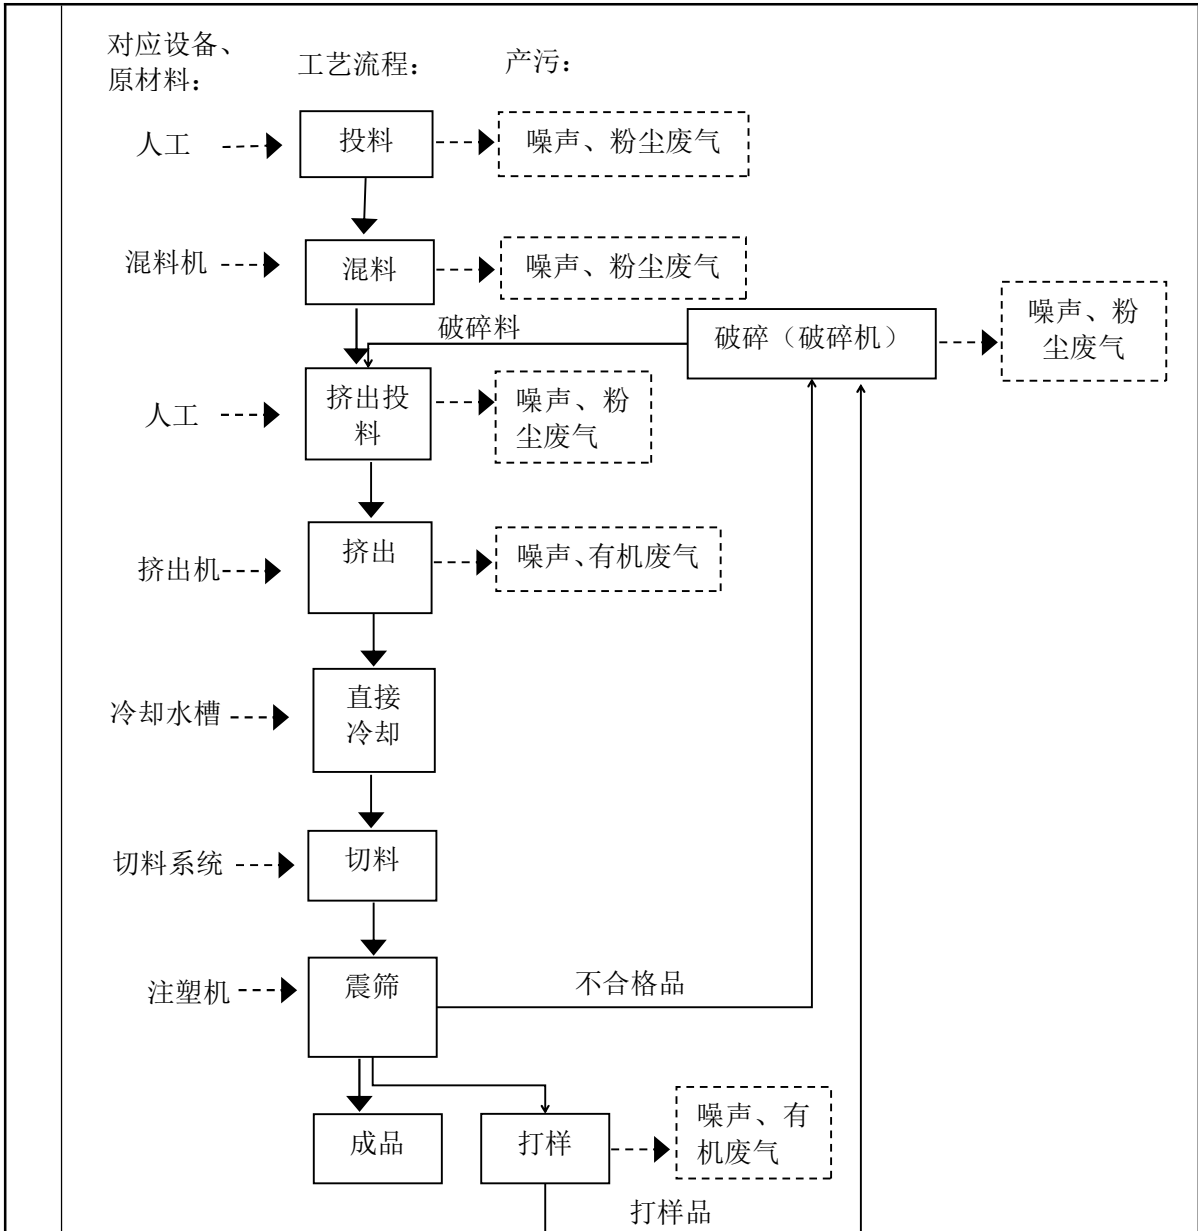 对应设备、
原材料：
工艺流程：
产污：
人工
投料
噪声、粉尘废气
混料机
混料
噪声、粉尘废气
破碎料
破碎（破碎机）
噪声、粉
尘废气
人工
挤出投
料
噪声、粉
尘废气
挤出机
挤出
噪声、有机废气
冷却水槽
直接
冷却
切料系统
切料
注塑机
震筛
不合格品
成品
打样
噪声、有
机废气
打样品